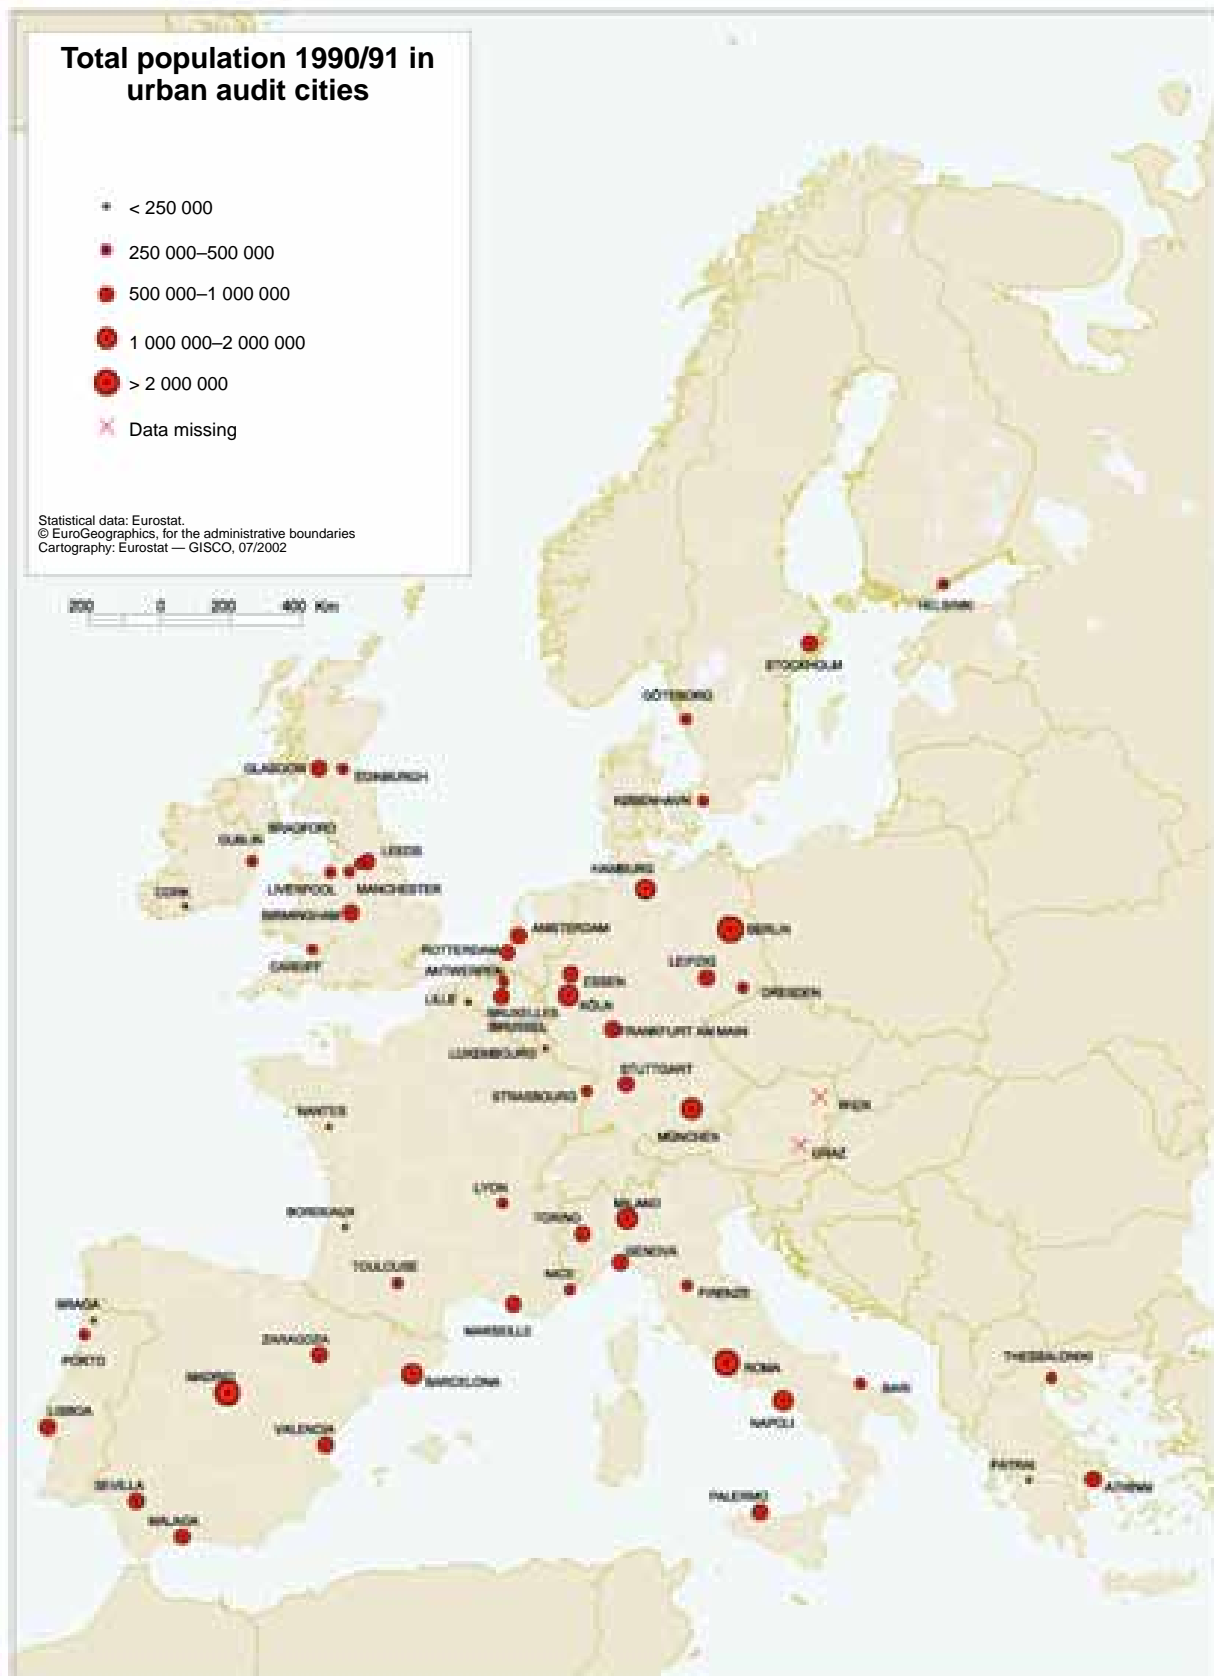 Total population 1990/91 in
urban audit cities
< 250 000
250 000–500 000
500 000–1 000 000
1 000 000–2 000 000
> 2 000 000
Data missing
Statistical data: Eurostat.
© EuroGeographics, for the administrative boundaries
Cartography: Eurostat — GISCO, 07/2002
200 0 200 400 Km
HELSINKI
STOCKHOLM
GÖTEBORG
GLASGOW
EDINBURGH
KØBENHAVN
BRADFORD
DUBLIN
LEEDS
HAMBURG
LIVERPOOL
MANCHESTER
CORK
BIRMINGHAM
AMSTERDAM
BERLIN
ROTTERDAM
CARDIFF
ANTWERPEN
LEIPZIG
ESSEN
DRESDEN
LILLE
KÖLN
BRUXELLES
BRUSSEL
FRANKFURT AM MAIN
LUXEMBOURG
STUTTGART
STRASBOURG
WIEN
NANTES
MÜNCHEN
GRAZ
LYON
MILANO
BORDEAUX
TORINO
GENOVA
TOULOUSE
NICE
FIRENZE
BRAGA
MARSEILLE
ZARAGOZA
PORTO
THESSALONIKI
ROMA
MADRID
BARCELONA
BARI
LISBOA
NAPOLI
VALENCIA
PATRAI
SEVILLA
ATHINAI
PALERMO
MALAGA